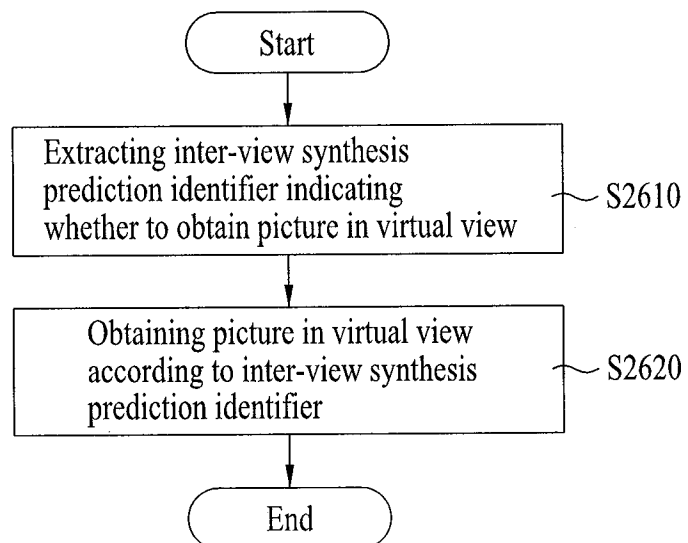 Start
Extracting inter-view synthesis
prediction identifier indicating
whether to obtain picture in virtual view
S2610
Obtaining picture in virtual view
according to inter-view synthesis
prediction identifier
S2620
End